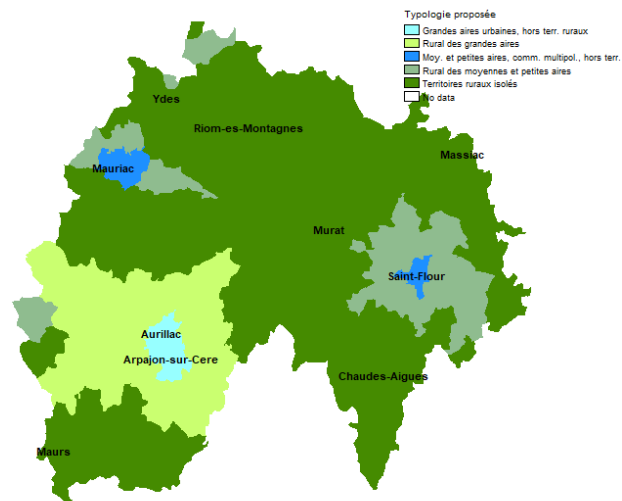 Typologie proposée
Grandes aires urbaines, hors terr. ruraux
Rural des grandes aires
Moy. et petites aires, comm. multipol., hors terr.
Rural des moyennes et petites aires
Territoires ruraux isolés
No data
Ydes
Riom-es-Montagnes
Massiac
Mauriac
Murat
Saint-Flour
Aurillac
Arpajon-sur-Cere
Chaudes-Aigues
Maurs